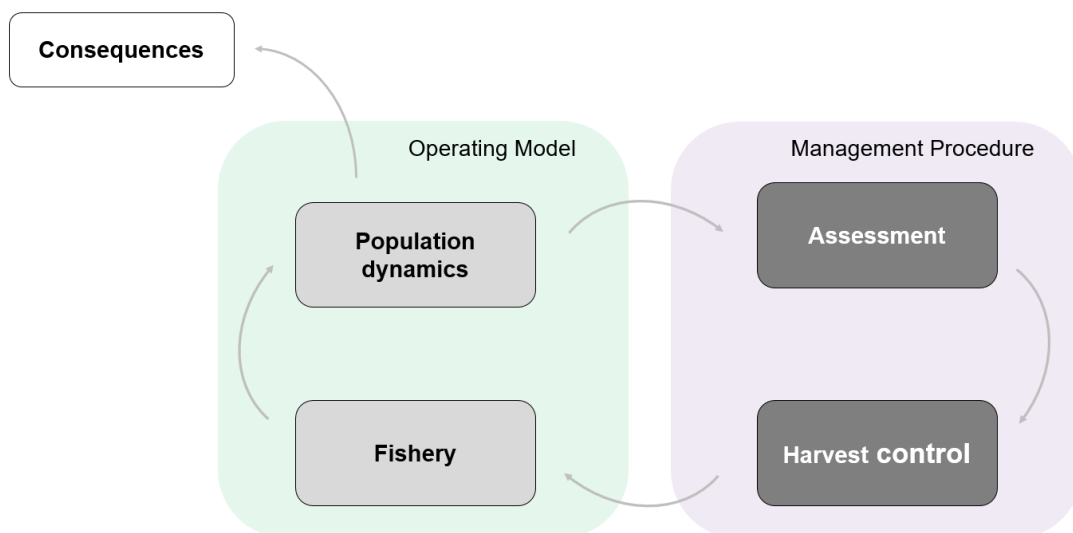 Consequences
Operating Model
Management Procedure
Population
dynamics
Assessment
Fishery
Harvest control